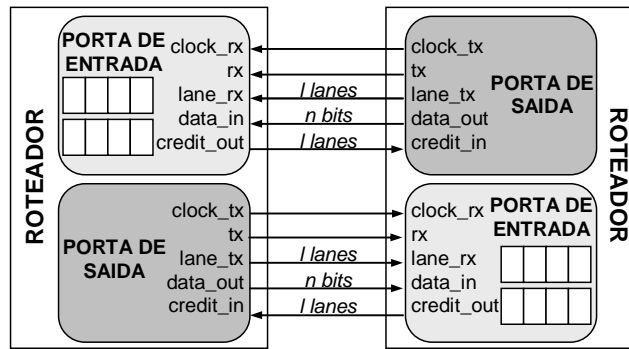 ROTEADOR
PORTA DE
ENTRADA
clock_rx
rx
lane_rx
data_in
credit_out
l lanes
n bits
l lanes
clock_tx
tx
lane_tx
data_out
credit_in
PORTA DE
SAIDA
ROTEADOR
PORTA DE
SAIDA
clock_tx
tx
lane_tx
data_out
credit_in
l lanes
n bits
l lanes
clock_rx
rx
lane_rx
data_in
credit_out
PORTA DE
ENTRADA